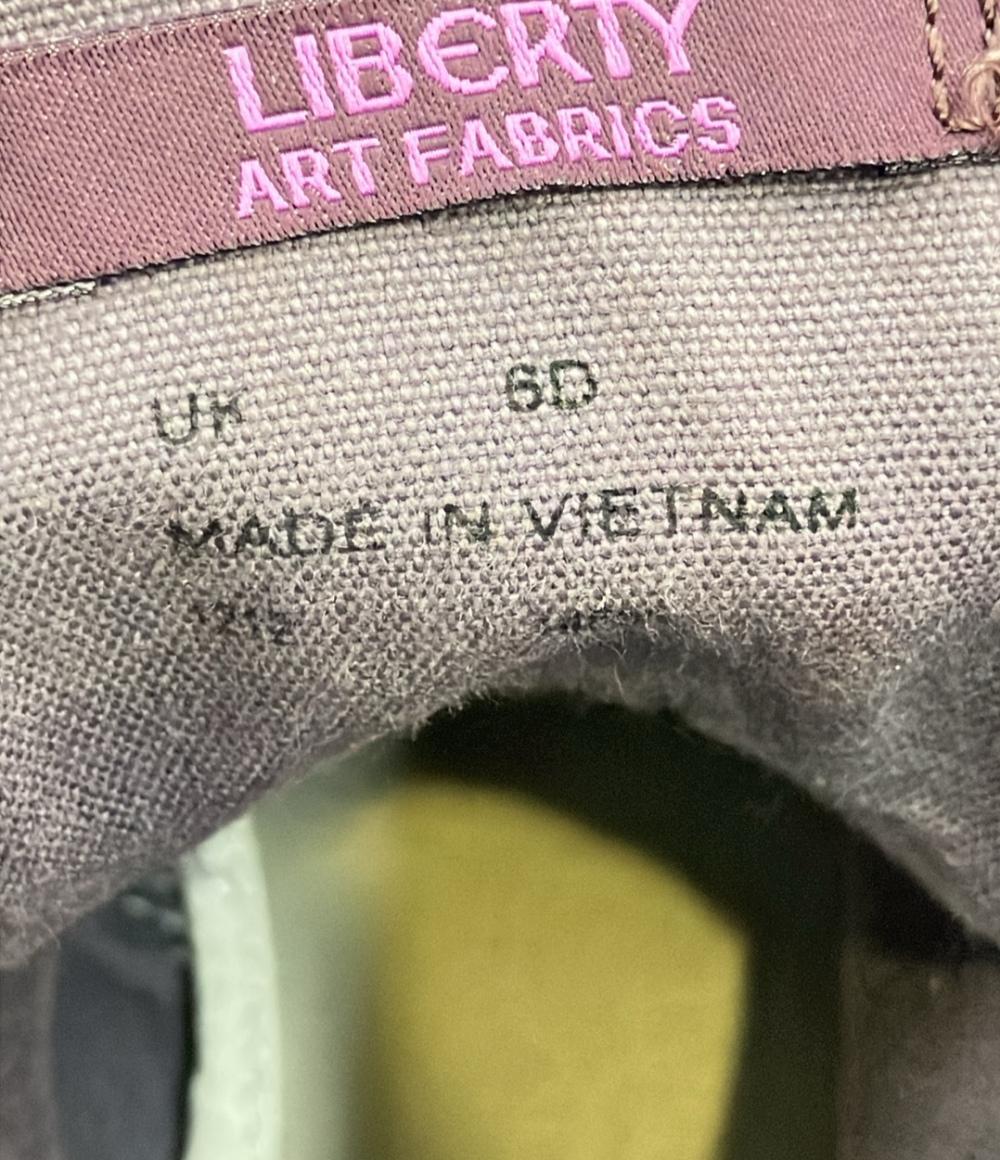 LIBERTY
ART FABRICS
UK 6D
MADE IN VIETNAM